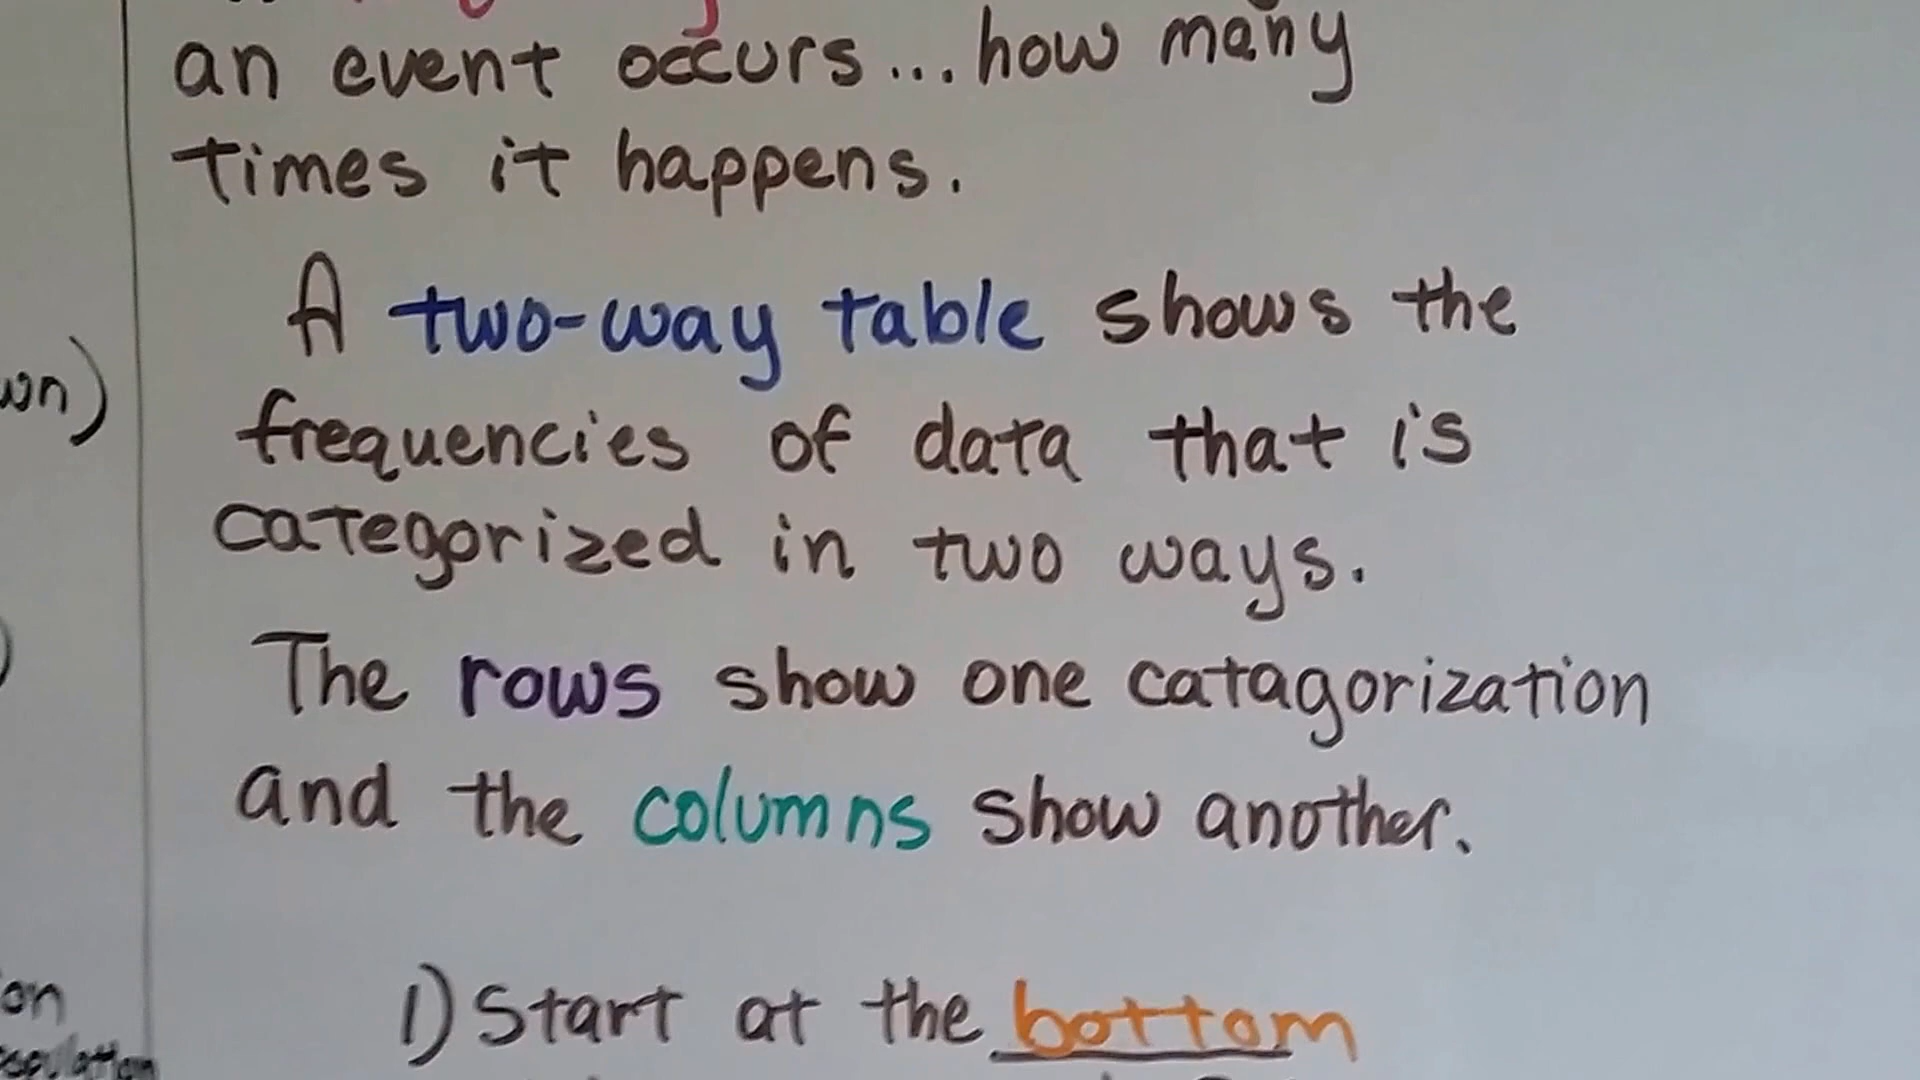 an event occurs...how many
times it happens.
A two-way table shows the
frequencies of data that is
categorized in two ways.
The rows show one catagorization
and the columns show another.
1) Start at the bottom